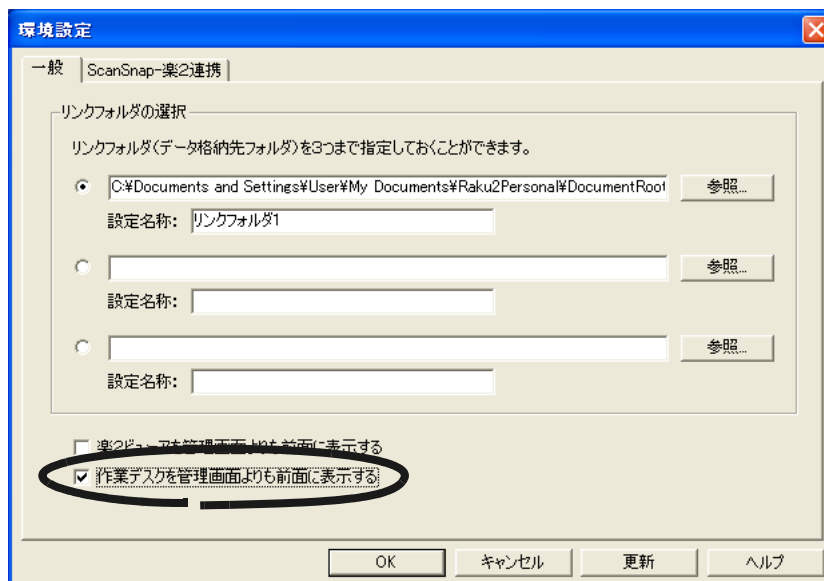 環境設定
一般 ScanSnap-楽2連携
リンクフォルダの選択
リンクフォルダ(データ格納先フォルダ)を3つまで指定しておくことができます。
C:¥Documents and Settings¥User¥My Documents¥Raku2Personal¥DocumentRoot 参照...
設定名称: リンクフォルダ1
参照...
設定名称:
参照...
設定名称:
楽2ビューアを管理画面よりも前面に表示する
作業デスクを管理画面よりも前面に表示する
OK キャンセル 更新 ヘルプ